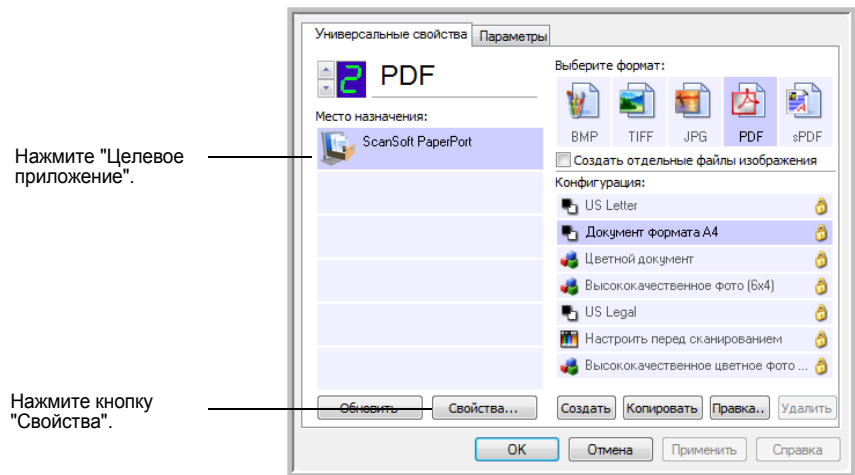 Универсальные свойства
Параметры
2
PDF
Выберите формат:
BMP
TIFF
JPG
PDF
sPDF
Место назначения:
ScanSoft PaperPort
Создать отдельные файлы изображения
Конфигурация:
US Letter
Документ формата А4
Цветной документ
Высококачественное фото (6x4)
US Legal
Настроить перед сканированием
Высококачественное цветное фото ...
Нажмите "Целевое
приложение".
Нажмите кнопку
"Свойства".
Обновить
Свойства...
Создать
Копировать
Правка..
Удалить
OK
Отмена
Применить
Справка